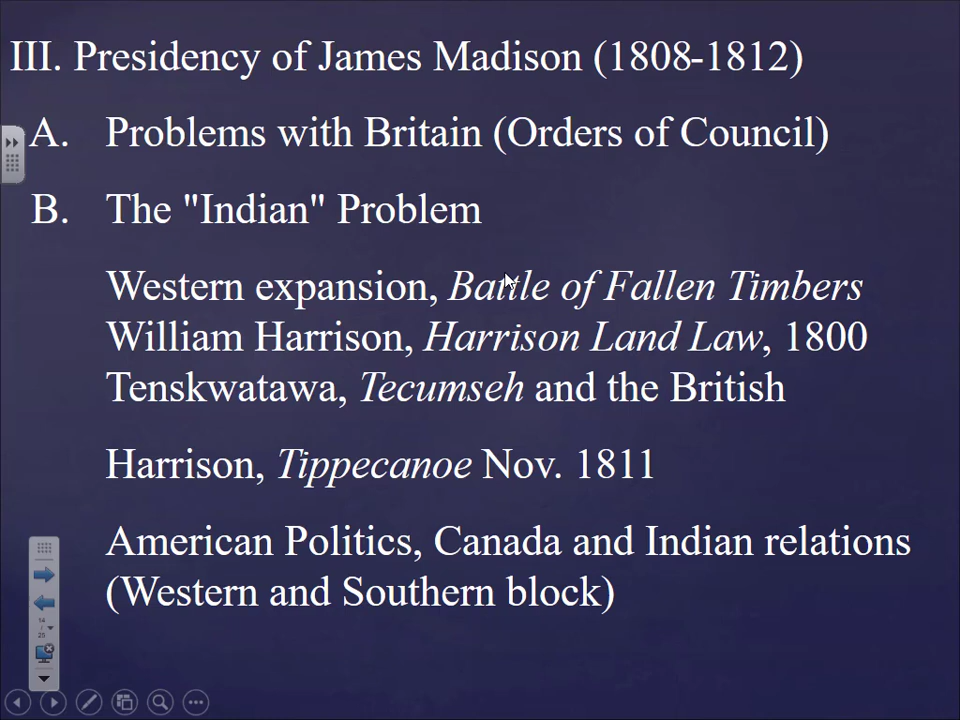 III. Presidency of James Madison (1808-1812)
A. Problems with Britain (Orders of Council)
B. The "Indian" Problem
Western expansion, Battle of Fallen Timbers
William Harrison, Harrison Land Law, 1800
Tenskwatawa, Tecumseh and the British
Harrison, Tippecanoe Nov. 1811
American Politics, Canada and Indian relations
(Western and Southern block)
14
/
25